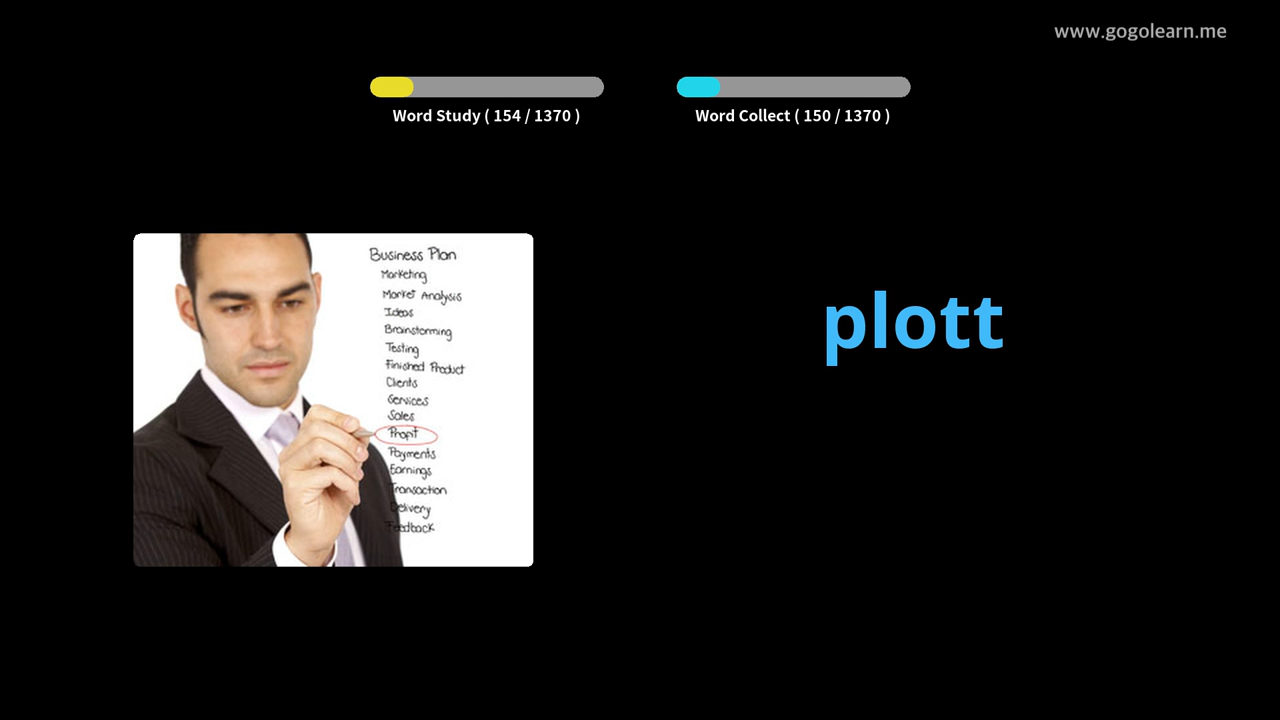 www.gogolearn.me
Word Study ( 154 / 1370 )
Word Collect ( 150 / 1370 )
Business Plan
Marketing
Market Analysis
Ideas
Brainstorming
Testing
Finished Product
Clients
Services
Sales
Profit
Payments
Earnings
Transaction
Delivery
Feedback
plott